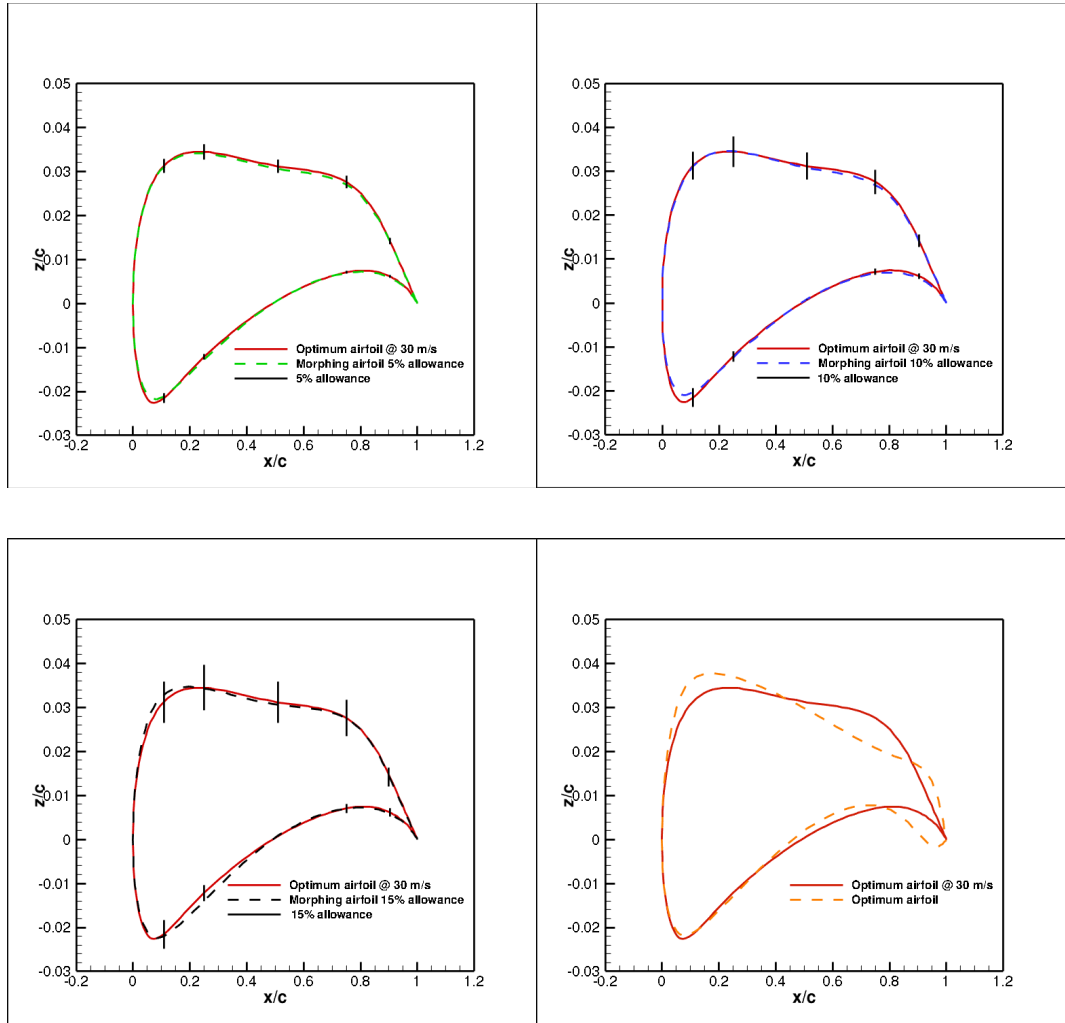 0.05
0.04
0.03
0.02
0.01
0
-0.01
-0.02
-0.03
z/c
Optimum airfoil @ 30 m/s
Morphing airfoil 5% allowance
5% allowance
-0.2 0 0.2 0.4 0.6 0.8 1 1.2
x/c
0.05
0.04
0.03
0.02
0.01
0
-0.01
-0.02
-0.03
z/c
Optimum airfoil @ 30 m/s
Morphing airfoil 10% allowance
10% allowance
-0.2 0 0.2 0.4 0.6 0.8 1 1.2
x/c
0.05
0.04
0.03
0.02
0.01
0
-0.01
-0.02
-0.03
z/c
Optimum airfoil @ 30 m/s
Morphing airfoil 15% allowance
15% allowance
-0.2 0 0.2 0.4 0.6 0.8 1 1.2
x/c
0.05
0.04
0.03
0.02
0.01
0
-0.01
-0.02
-0.03
z/c
Optimum airfoil @ 30 m/s
Optimum airfoil
-0.2 0 0.2 0.4 0.6 0.8 1 1.2
x/c